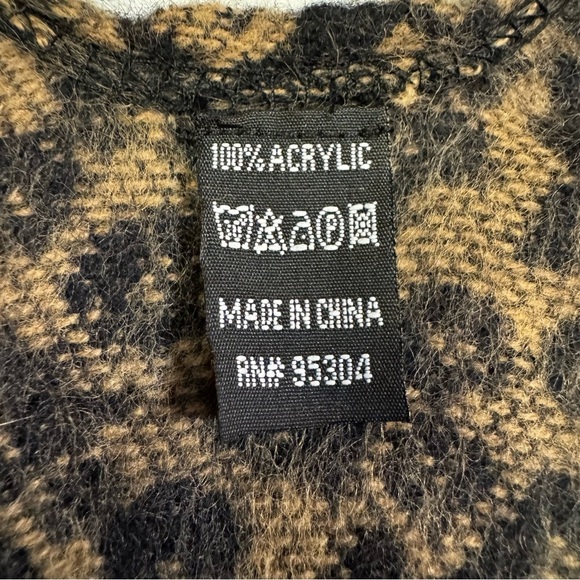 100% ACRYLIC
MADE IN CHINA
RN# 95304